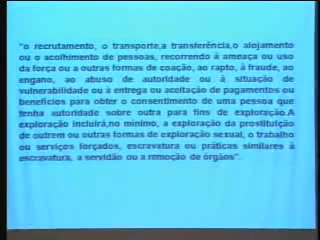 "o recrutamento, o transporte,a transferência,o alojamento
ou o acolhimento de pessoas, recorrendo à ameaça ou uso
da força ou a outras formas de coação, ao rapto, à fraude, ao
engano, ao abuso de autoridade ou à situação de
vulnerabilidade ou à entrega ou aceitação de pagamentos ou
benefícios para obter o consentimento de uma pessoa que
tenha autoridade sobre outra para fins de exploração.A
exploração incluirá,no mínimo, a exploração da prostituição
de outrem ou outras formas de exploração sexual, o trabalho
ou serviços forçados, escravatura ou práticas similares à
escravatura, a servidão ou a remoção de órgãos".